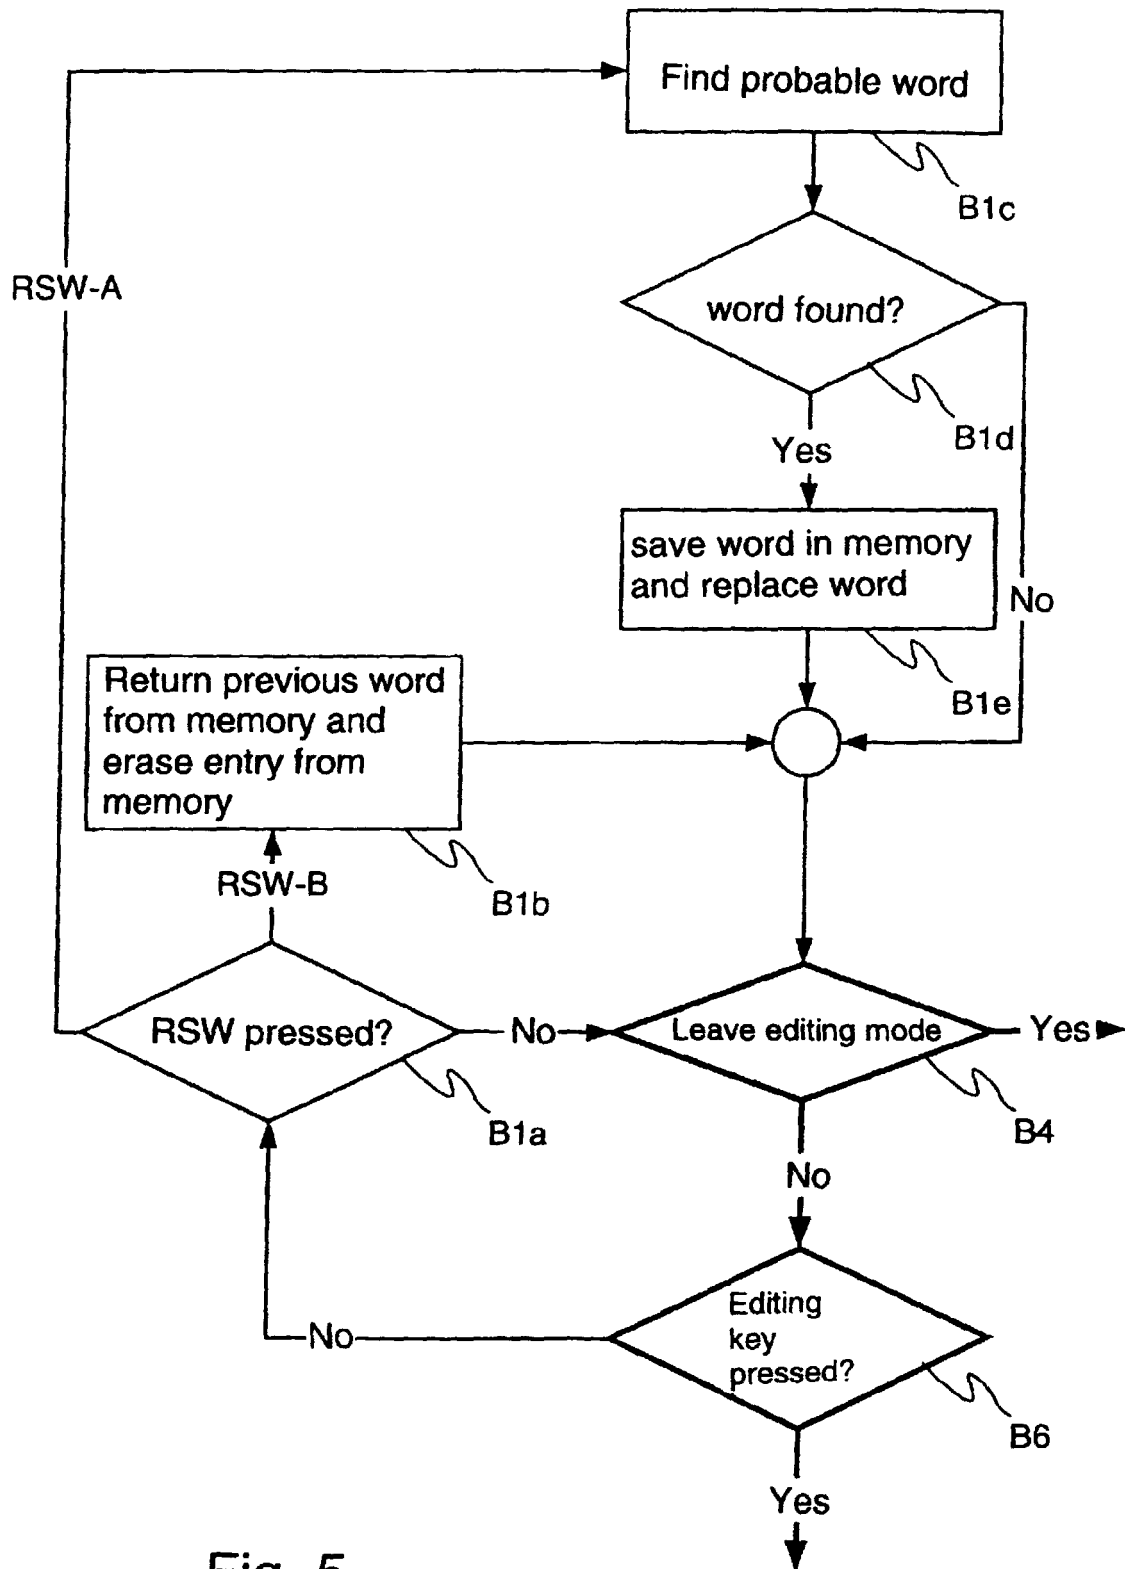 Find probable word
B1c
RSW-A
word found?
B1d
Yes
save word in memory
and replace word
No
B1e
Return previous word
from memory and
erase entry from
memory
RSW-B
B1b
RSW pressed?
No
Leave editing mode
Yes
B1a
B4
No
Editing
key
pressed?
No
B6
Yes
Fig. 5